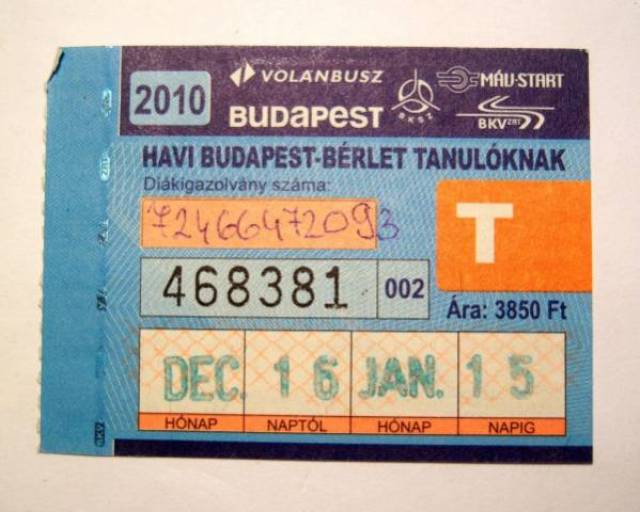 2010
VOLÁNBUSZ
BUDAPEST
BKSZ
MÁV-START
BKV ZRT
HAVI BUDAPEST-BÉRLET TANULÓKNAK
Diákigazolvány száma:
72466472093
T
468381 002
Ára: 3850 Ft
DEC. 16 JAN. 15
HÓNAP NAPTÓL HÓNAP NAPIG